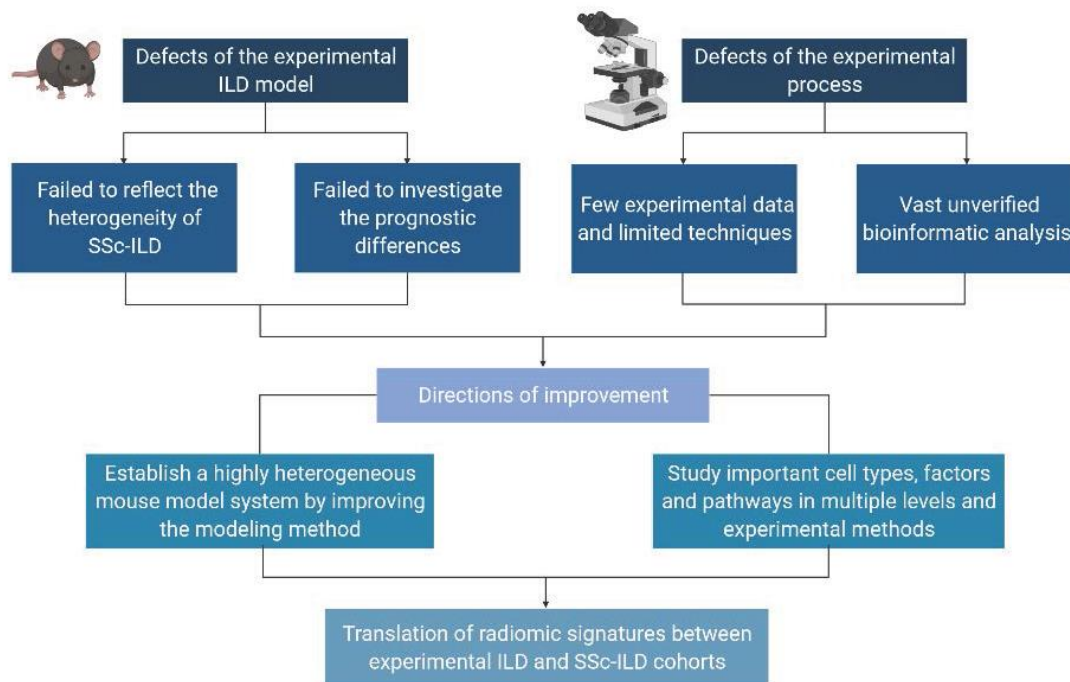 Defects of the experimental
ILD model
Defects of the experimental
process
Failed to reflect the
heterogeneity of
SSc-ILD
Failed to investigate
the prognostic
differences
Few experimental data
and limited techniques
Vast unverified
bioinformatic analysis
Directions of improvement
Establish a highly heterogeneous
mouse model system by improving
the modeling method
Study important cell types, factors
and pathways in multiple levels and
experimental methods
Translation of radiomic signatures between
experimental ILD and SSc-ILD cohorts